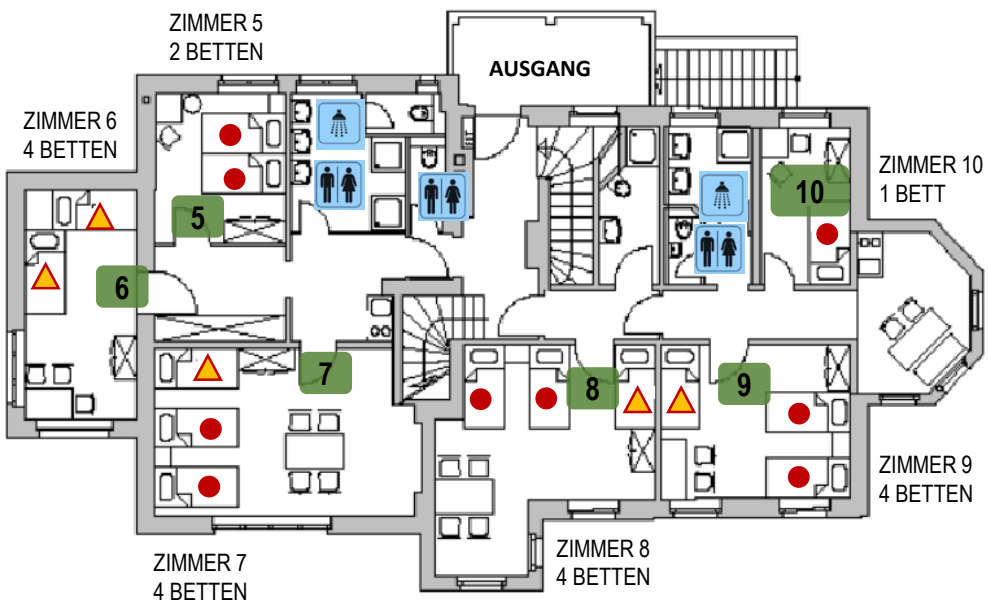 ZIMMER 5
2 BETTEN
AUSGANG
ZIMMER 6
4 BETTEN
ZIMMER 10
1 BETT
5
10
6
7
8
9
ZIMMER 9
4 BETTEN
ZIMMER 8
4 BETTEN
ZIMMER 7
4 BETTEN